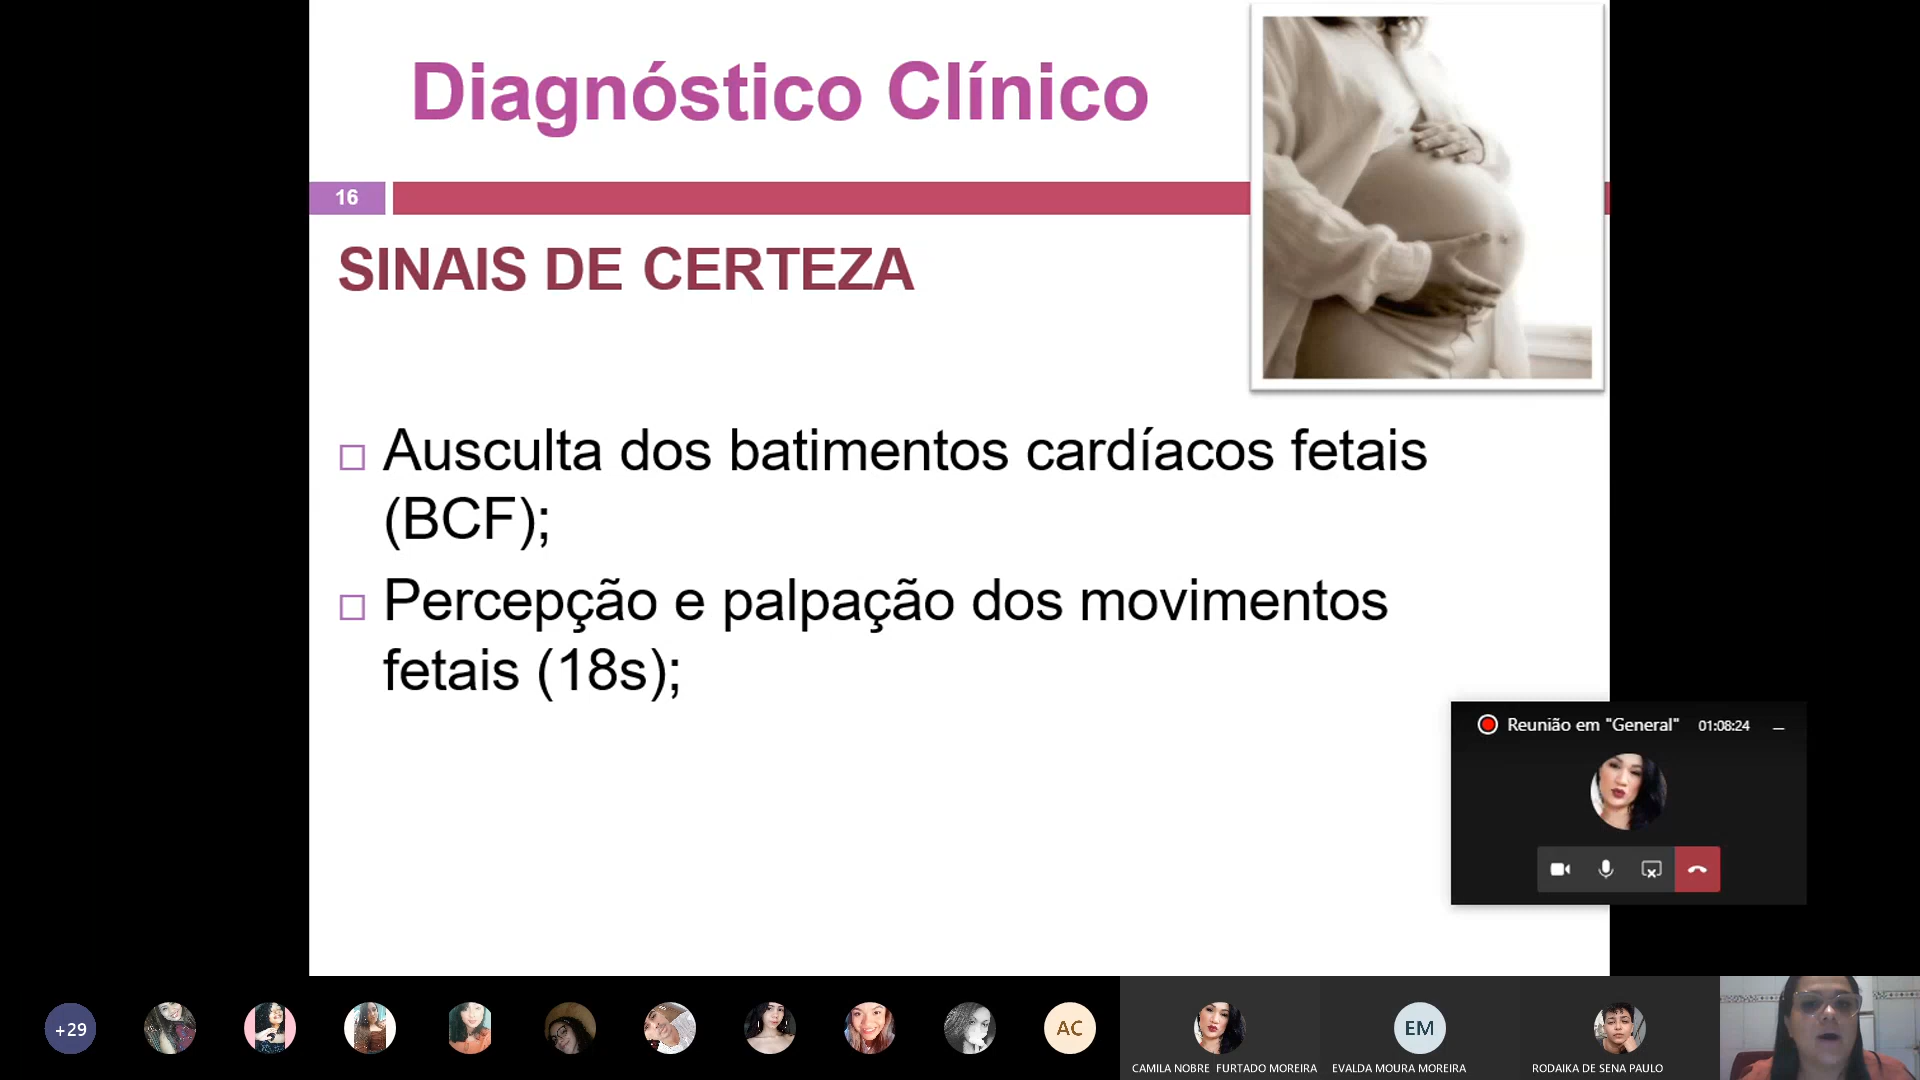 Diagnóstico Clínico
16
SINAIS DE CERTEZA
Ausculta dos batimentos cardíacos fetais
(BCF);
Percepção e palpação dos movimentos
fetais (18s);
Reunião em "General" 01:08:24
+29
AC
EM
CAMILA NOBRE FURTADO MOREIRA
EVALDA MOURA MOREIRA
RODAIKA DE SENA PAULO